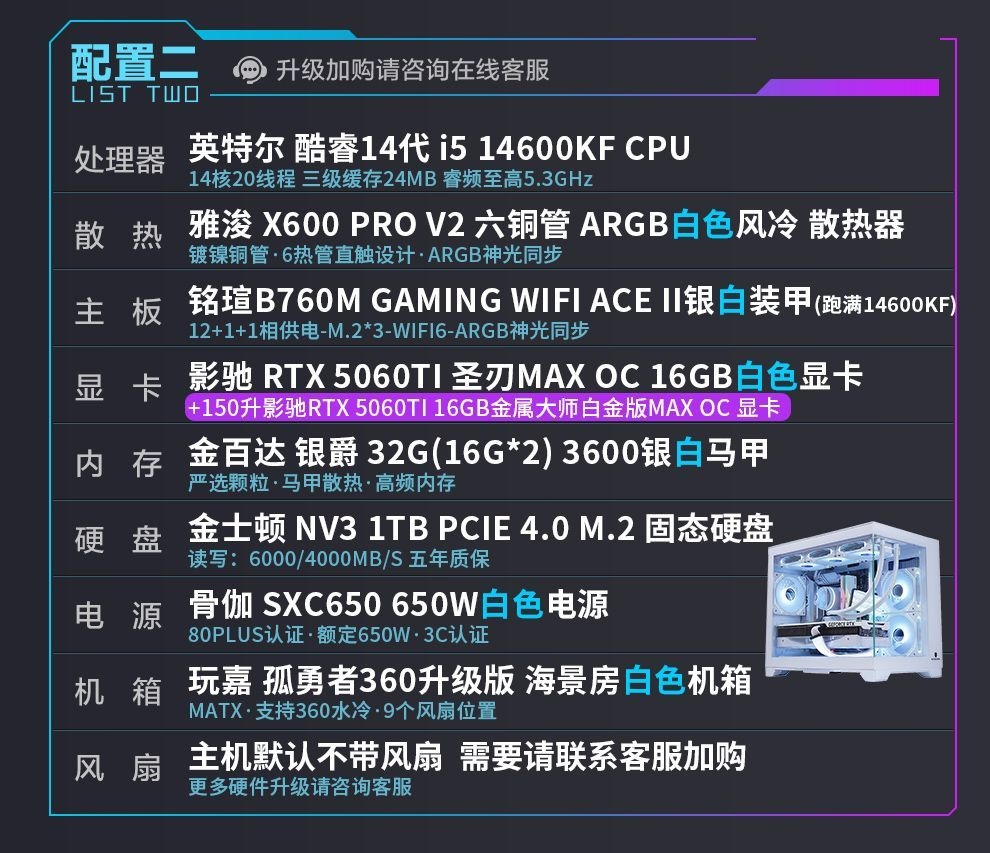 配置二
LIST TWO
升级加购请咨询在线客服
处理器
英特尔 酷睿14代 i5 14600KF CPU
14核20线程 三级缓存24MB 睿频至高5.3GHz
散 热
雅浚 X600 PRO V2 六铜管 ARGB白色风冷 散热器
镀镍铜管·6热管直触设计·ARGB神光同步
主 板
铭瑄B760M GAMING WIFI ACE II银白装甲(跑满14600KF)
12+1+1相供电-M.2*3-WIFI6-ARGB神光同步
显 卡
影驰 RTX 5060TI 圣刃MAX OC 16GB白色显卡
+150升影驰RTX 5060TI 16GB金属大师白金版MAX OC 显卡
内 存
金百达 银爵 32G(16G*2) 3600银白马甲
严选颗粒·马甲散热·高频内存
硬 盘
金士顿 NV3 1TB PCIE 4.0 M.2 固态硬盘
读写：6000/4000MB/S 五年质保
电 源
骨伽 SXC650 650W白色电源
80PLUS认证·额定650W·3C认证
机 箱
玩嘉 孤勇者360升级版 海景房白色机箱
MATX·支持360水冷·9个风扇位置
风 扇
主机默认不带风扇 需要请联系客服加购
更多硬件升级请咨询客服
GEFORCE RTX